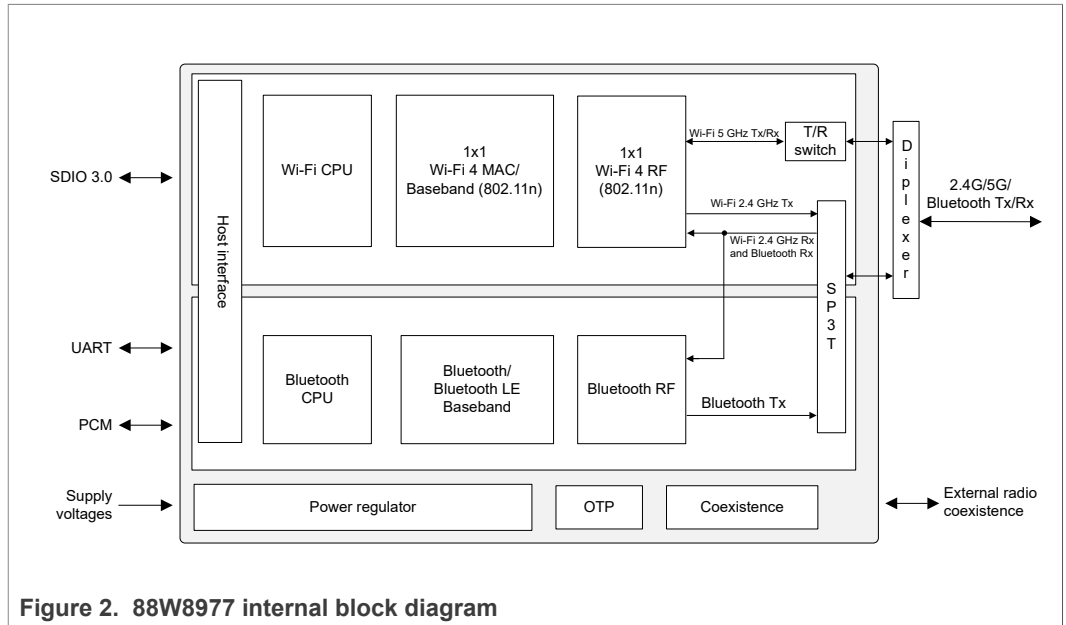 Wi-Fi CPU
1x1
Wi-Fi 4 MAC/
Baseband (802.11n)
1x1
Wi-Fi 4 RF
(802.11n)
Wi-Fi 5 GHz Tx/Rx
T/R
switch
Diplexer
2.4G/5G/
Bluetooth Tx/Rx
SDIO 3.0
Host interface
Wi-Fi 2.4 GHz Tx
Wi-Fi 2.4 GHz Rx
and Bluetooth Rx
SP3T
UART
PCM
Bluetooth
CPU
Bluetooth/
Bluetooth LE
Baseband
Bluetooth RF
Bluetooth Tx
Supply
voltages
Power regulator
OTP
Coexistence
External radio
coexistence
Figure 2. 88W8977 internal block diagram